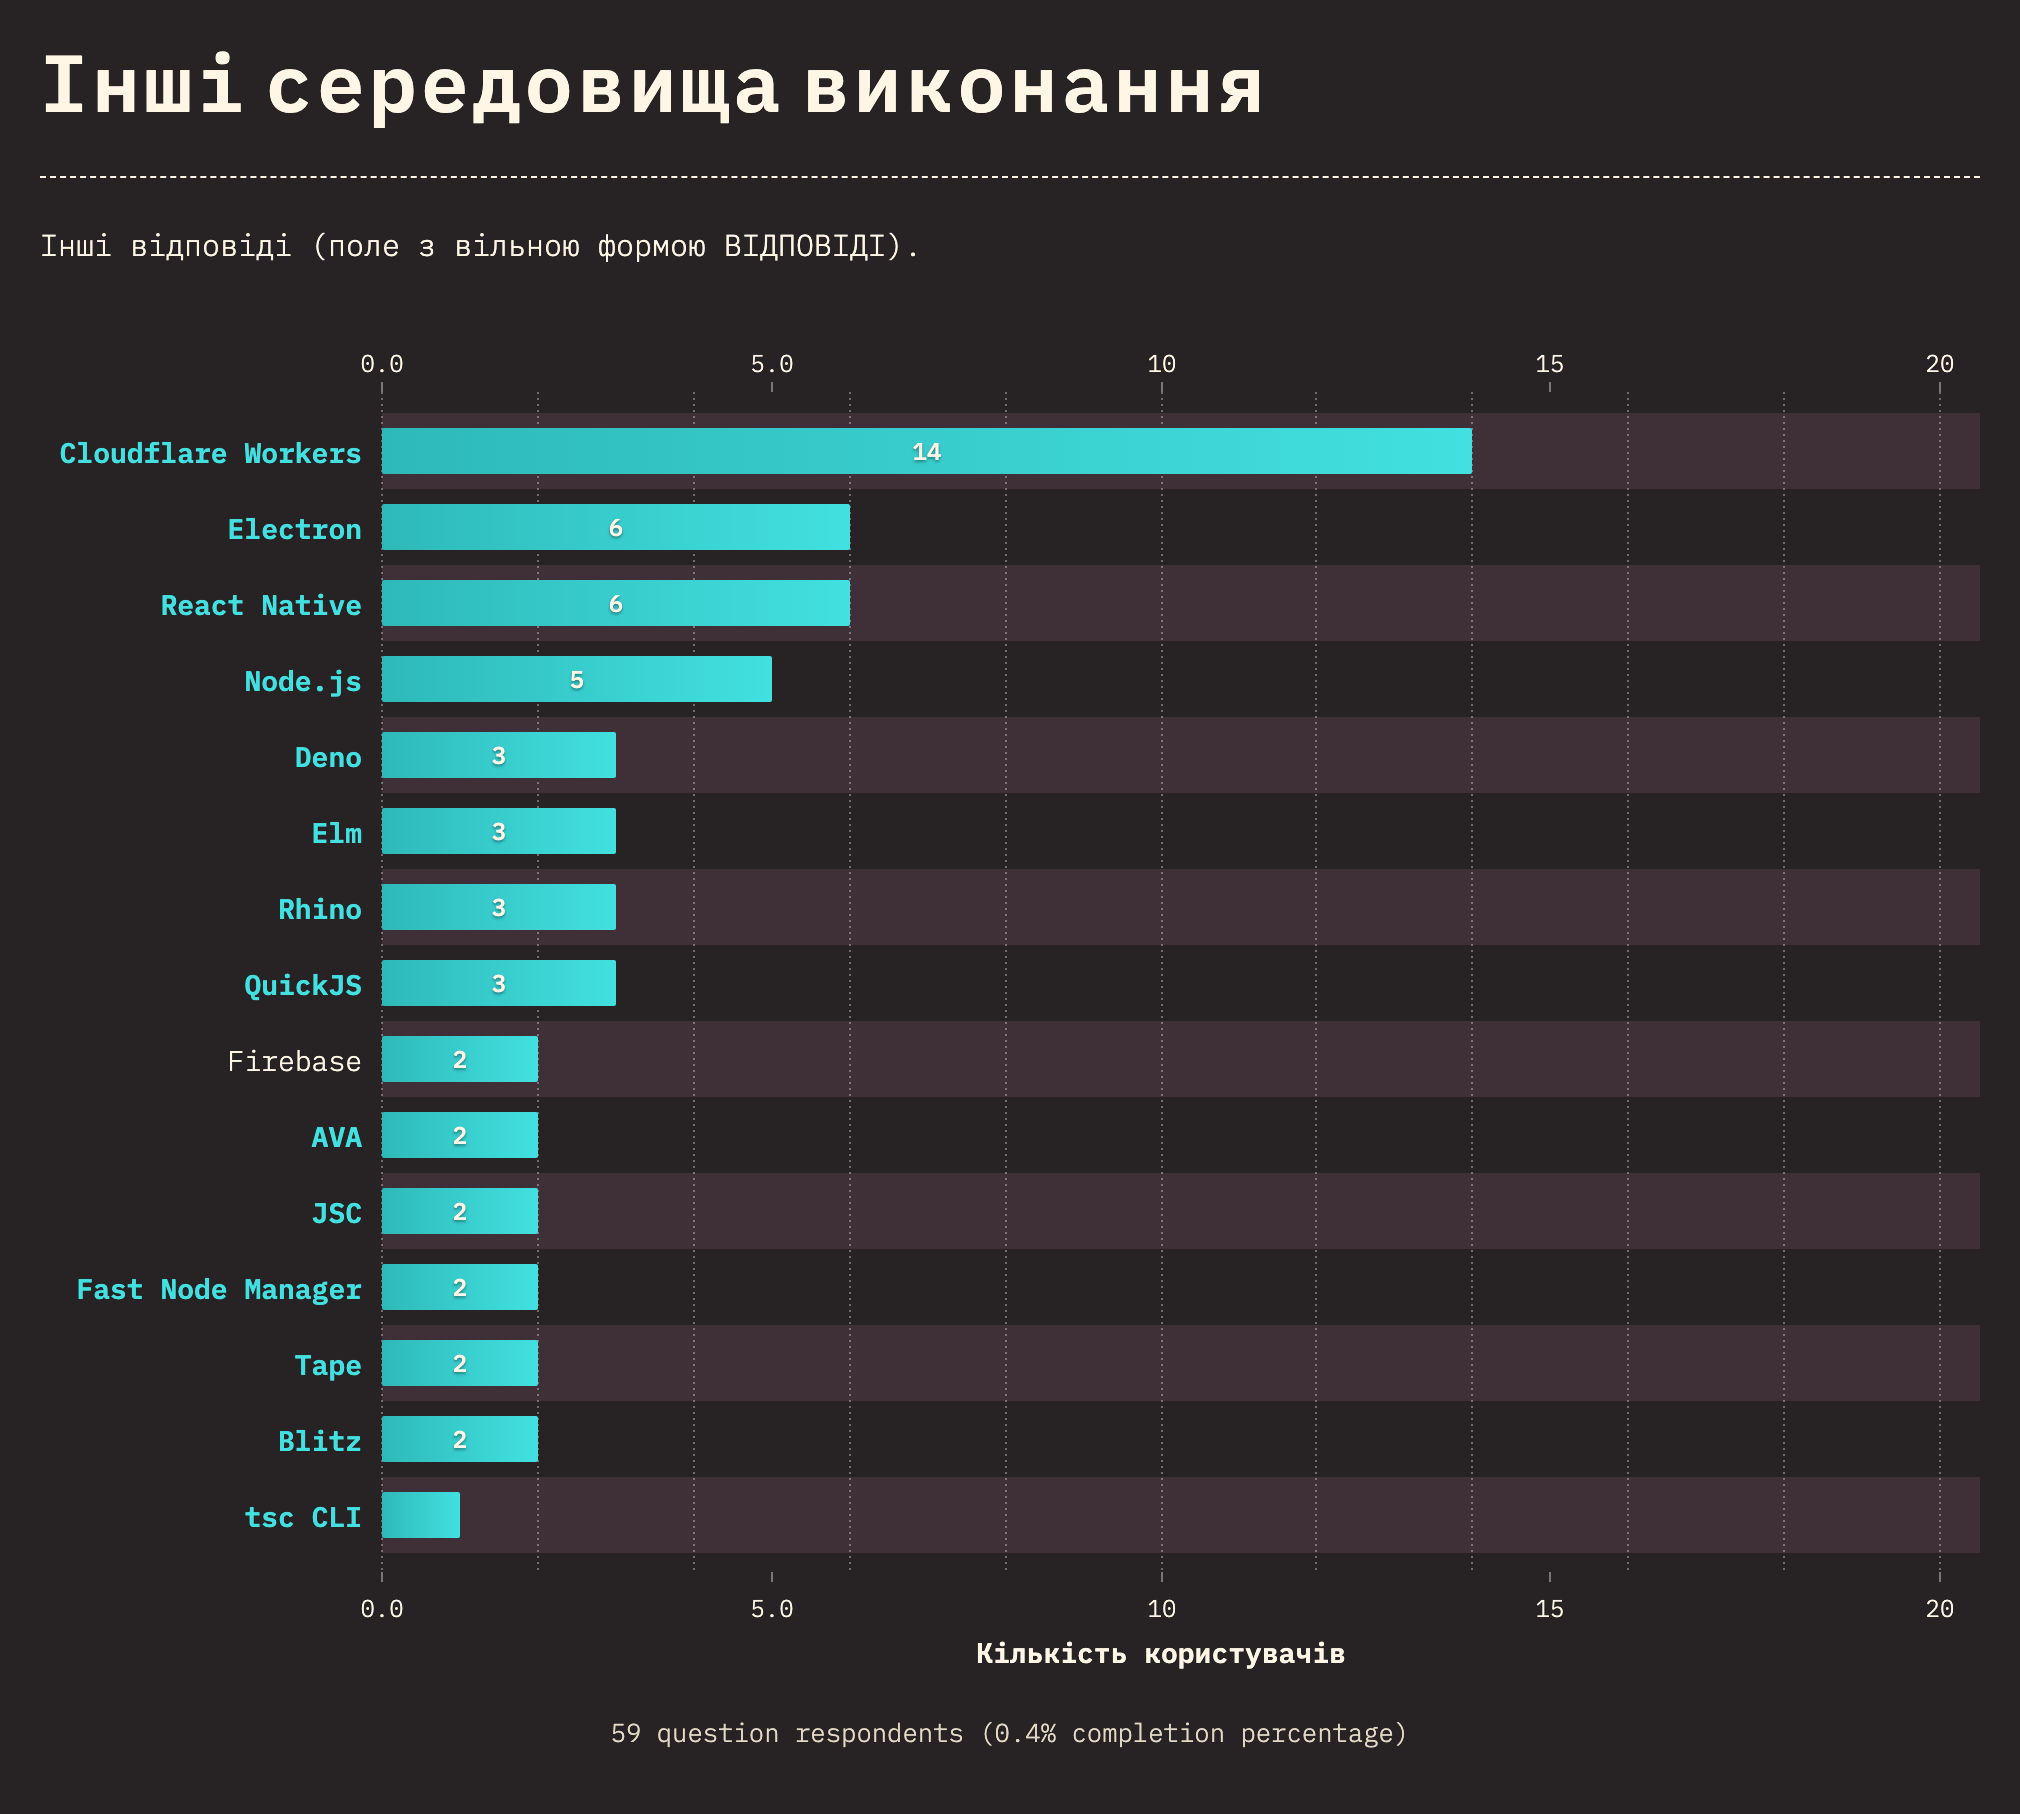 Інші середовища виконання
Інші відповіді (поле з вільною формою ВІДПОВІДІ).
0.0 5.0 10 15 20
Cloudflare Workers 14
Electron 6
React Native 6
Node.js 5
Deno 3
Elm 3
Rhino 3
QuickJS 3
Firebase 2
AVA 2
JSC 2
Fast Node Manager 2
Tape 2
Blitz 2
tsc CLI
0.0 5.0 10 15 20
Кількість користувачів
59 question respondents (0.4% completion percentage)